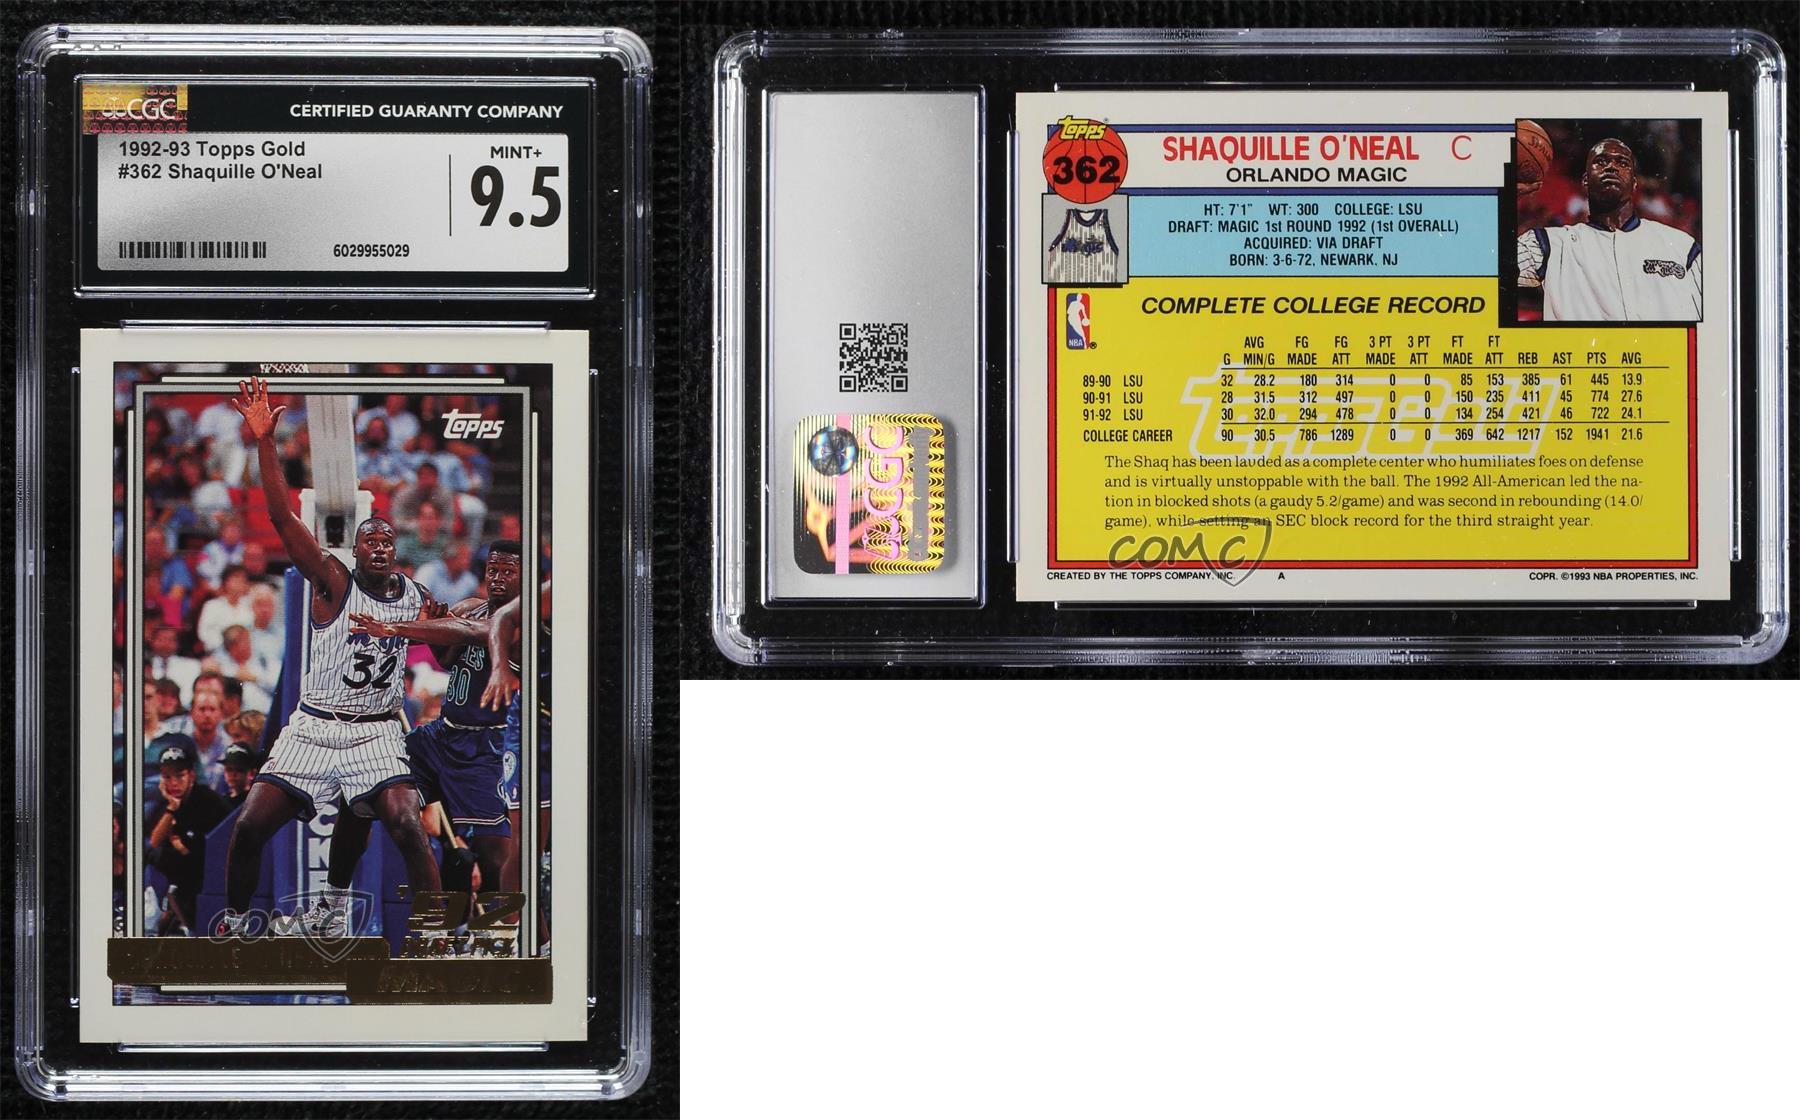 CGC
CERTIFIED GUARANTY COMPANY
1992-93 Topps Gold
#362 Shaquille O'Neal
MINT+
9.5
6029955029
Topps
Magic
32
30
C
K
'92
DRAFT PICK
MAGIC
COMC
CGC
Topps
362
SHAQUILLE O'NEAL C
ORLANDO MAGIC
HT: 7'1" WT: 300 COLLEGE: LSU
DRAFT: MAGIC 1st ROUND 1992 (1st OVERALL)
ACQUIRED: VIA DRAFT
BORN: 3-6-72, NEWARK, NJ
Magic
NBA
COMPLETE COLLEGE RECORD
G AVG MIN/G FG MADE FG ATT 3 PT MADE 3 PT ATT FT MADE FT ATT REB AST PTS AVG
89-90 LSU 32 28.2 180 314 0 0 85 153 385 61 445 13.9
90-91 LSU 28 31.5 312 497 0 0 150 235 411 45 774 27.6
91-92 LSU 30 32.0 294 478 0 0 134 254 421 46 722 24.1
COLLEGE CAREER 90 30.5 786 1289 0 0 369 642 1217 152 1941 21.6
ToppsGold
The Shaq has been lauded as a complete center who humiliates foes on defense
and is virtually unstoppable with the ball. The 1992 All-American led the na-
tion in blocked shots (a gaudy 5.2/game) and was second in rebounding (14.0/
game), while setting an SEC block record for the third straight year.
COMC
CREATED BY THE TOPPS COMPANY, INC. A COPR. ©1993 NBA PROPERTIES, INC.